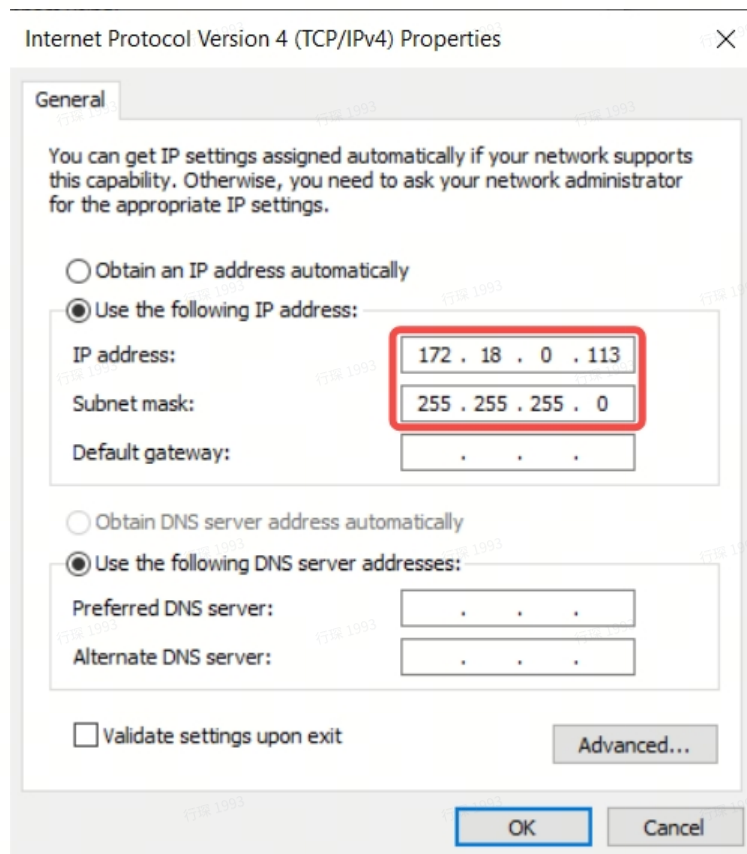 Internet Protocol Version 4 (TCP/IPv4) Properties
General
You can get IP settings assigned automatically if your network supports
this capability. Otherwise, you need to ask your network administrator
for the appropriate IP settings.
Obtain an IP address automatically
Use the following IP address:
IP address: 172 . 18 . 0 . 113
Subnet mask: 255 . 255 . 255 . 0
Default gateway: . . .
Obtain DNS server address automatically
Use the following DNS server addresses:
Preferred DNS server: . . .
Alternate DNS server: . . .
Validate settings upon exit
Advanced...
OK Cancel
行琛 1993